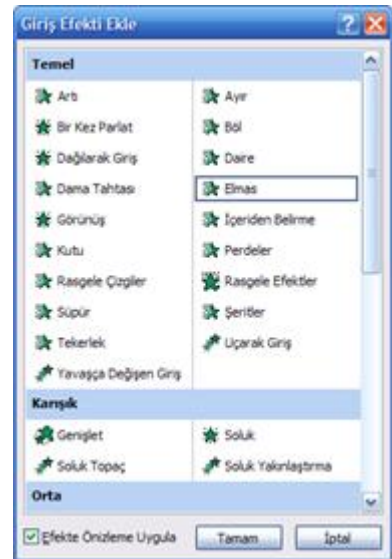 Giriş Efekti Ekle
Temel
Artı Ayır
Bir Kez Parlat Böl
Dağılarak Giriş Daire
Dama Tahtası Elmas
Görünüş İçeriden Belirme
Kutu Perdeler
Rasgele Çizgiler Rasgele Efektler
Süpür Şeritler
Tekerlek Uçarak Giriş
Yavaşça Değişen Giriş
Karışık
Genişlet Soluk
Soluk Topaç Soluk Yakınlaştırma
Orta
Efekte Önizleme Uygula Tamam İptal